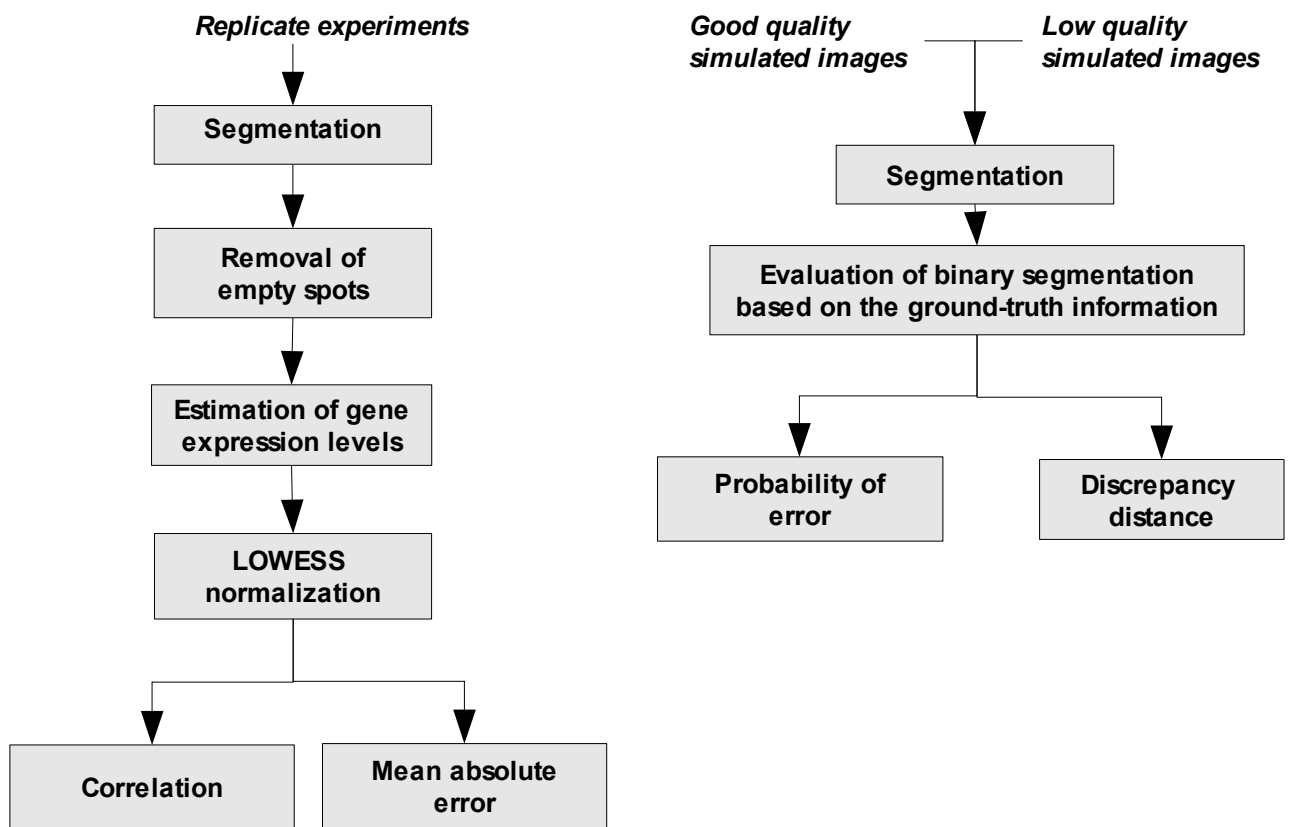 Replicate experiments
Segmentation
Removal of
empty spots
Estimation of gene
expression levels
LOWESS
normalization
Correlation
Mean absolute
error
Good quality
simulated images
Low quality
simulated images
Segmentation
Evaluation of binary segmentation
based on the ground-truth information
Probability of
error
Discrepancy
distance